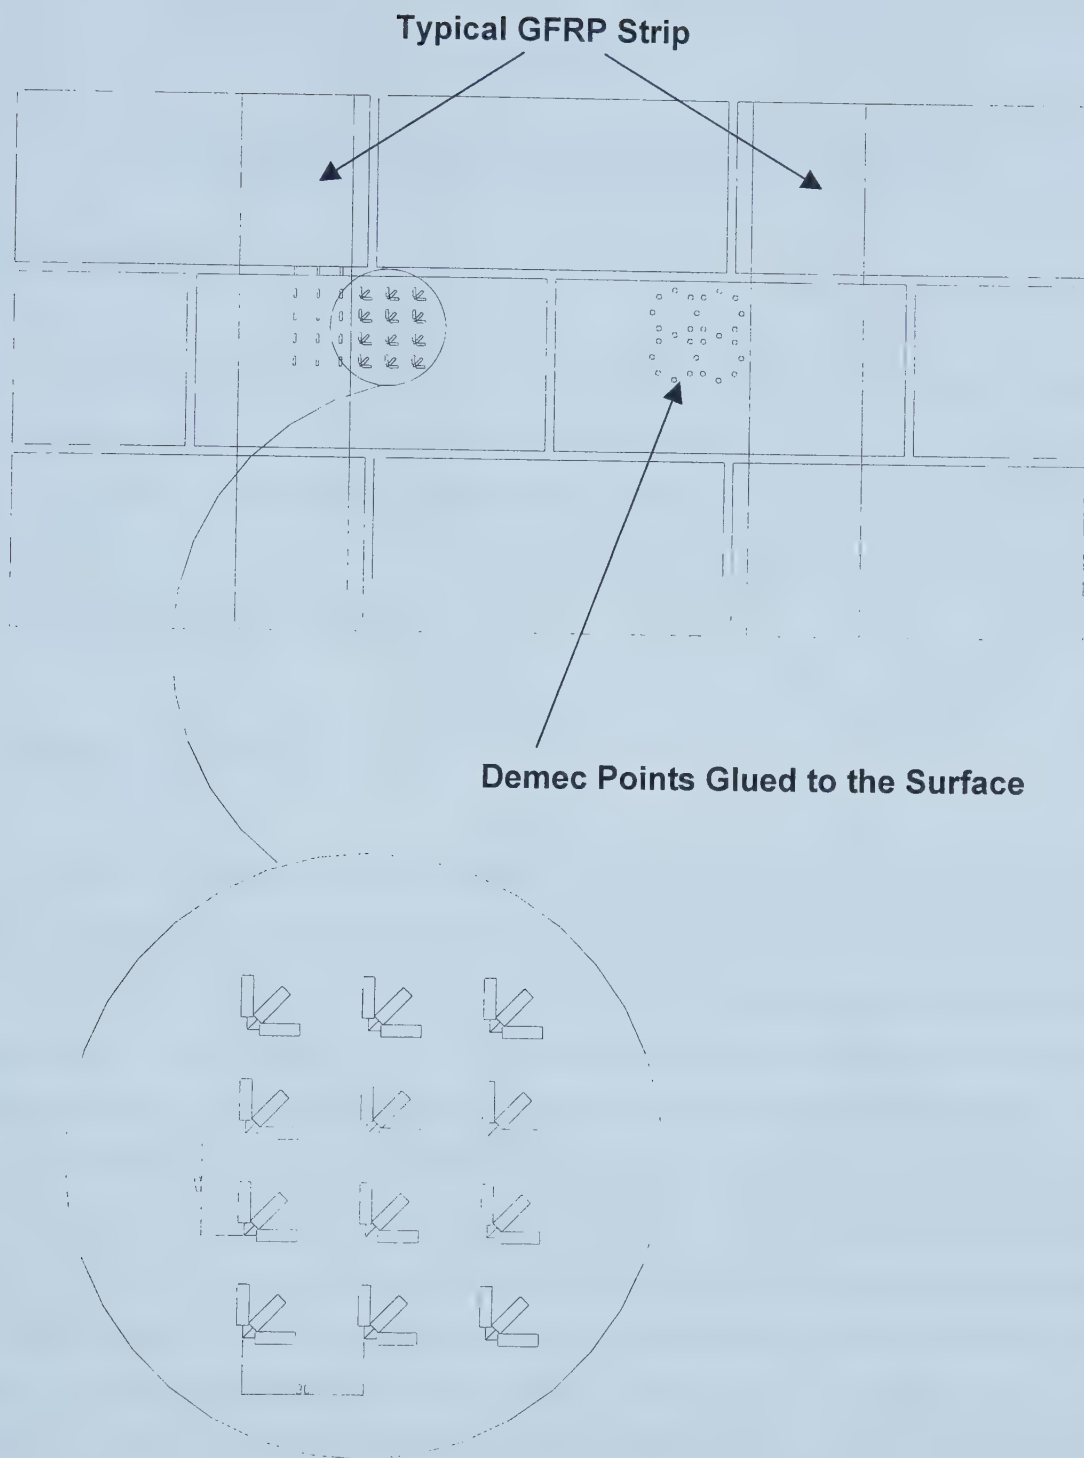 Typical GFRP Strip
Demec Points Glued to the Surface